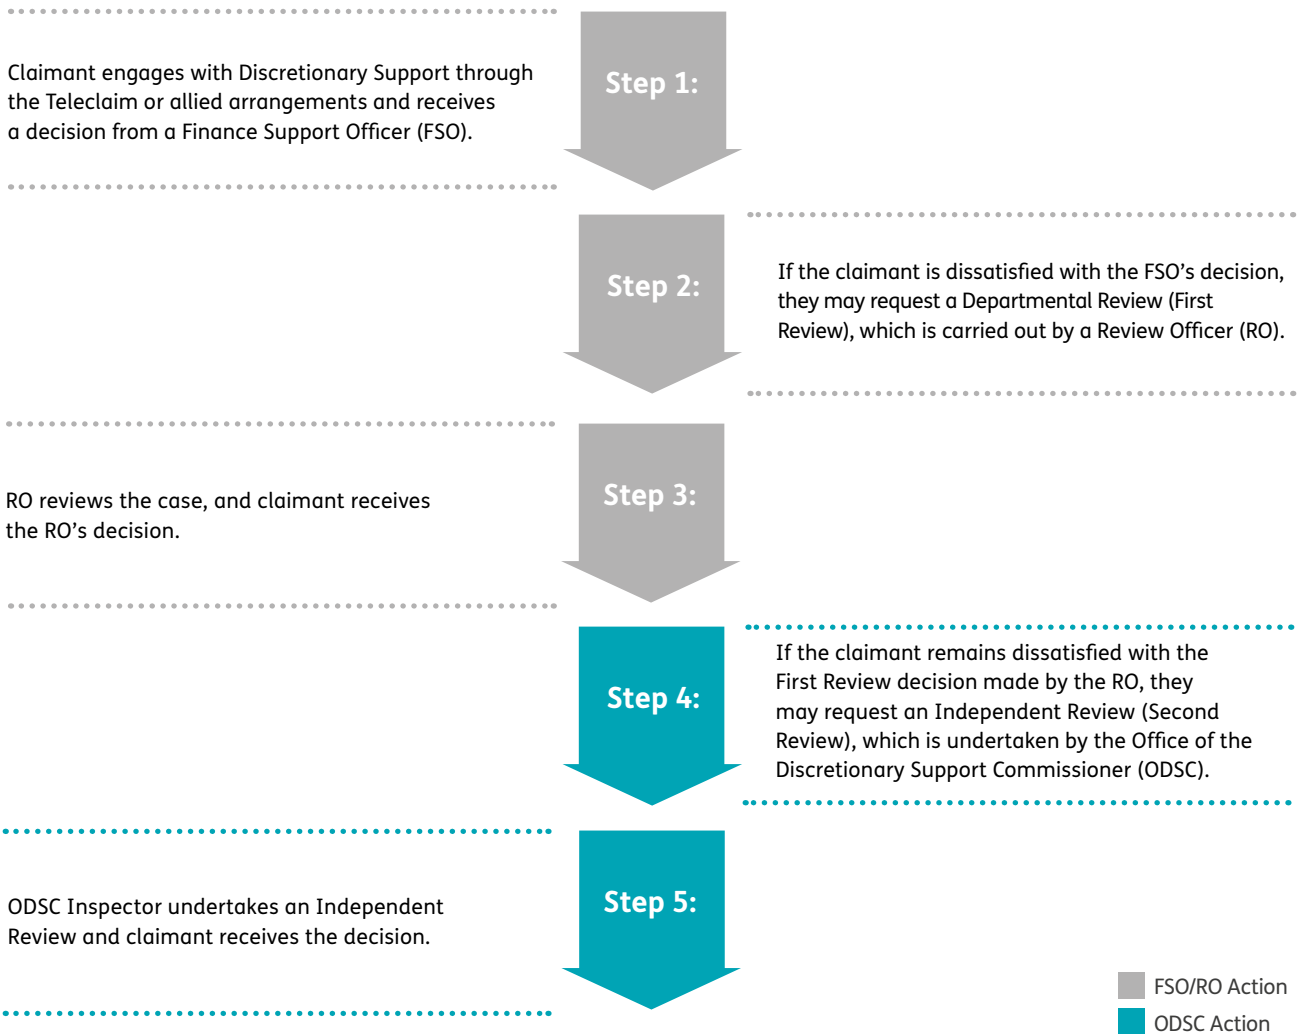 Step 1:
Claimant engages with Discretionary Support through
the Teleclaim or allied arrangements and receives
a decision from a Finance Support Officer (FSO).
Step 2:
If the claimant is dissatisfied with the FSO’s decision,
they may request a Departmental Review (First
Review), which is carried out by a Review Officer (RO).
Step 3:
RO reviews the case, and claimant receives
the RO’s decision.
Step 4:
If the claimant remains dissatisfied with the
First Review decision made by the RO, they
may request an Independent Review (Second
Review), which is undertaken by the Office of the
Discretionary Support Commissioner (ODSC).
Step 5:
ODSC Inspector undertakes an Independent
Review and claimant receives the decision.
FSO/RO Action
ODSC Action